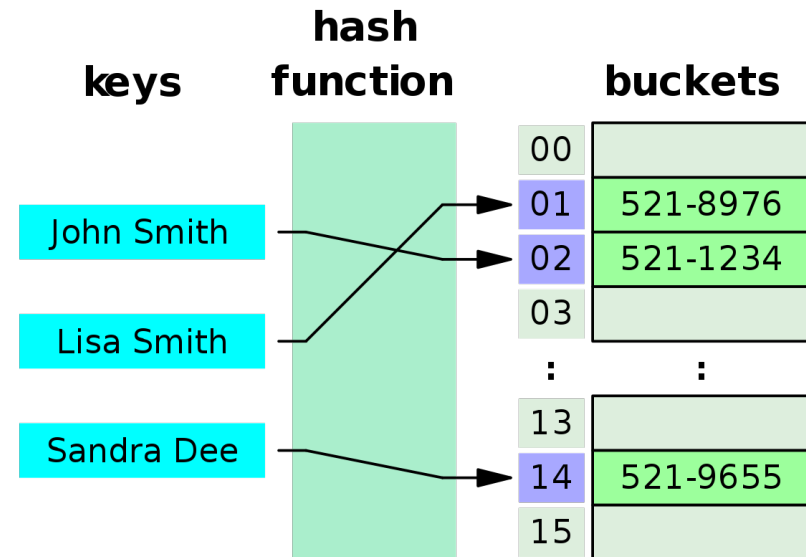 keys
hash
function
buckets
John Smith
Lisa Smith
Sandra Dee
00
01 521-8976
02 521-1234
03
: :
13
14 521-9655
15